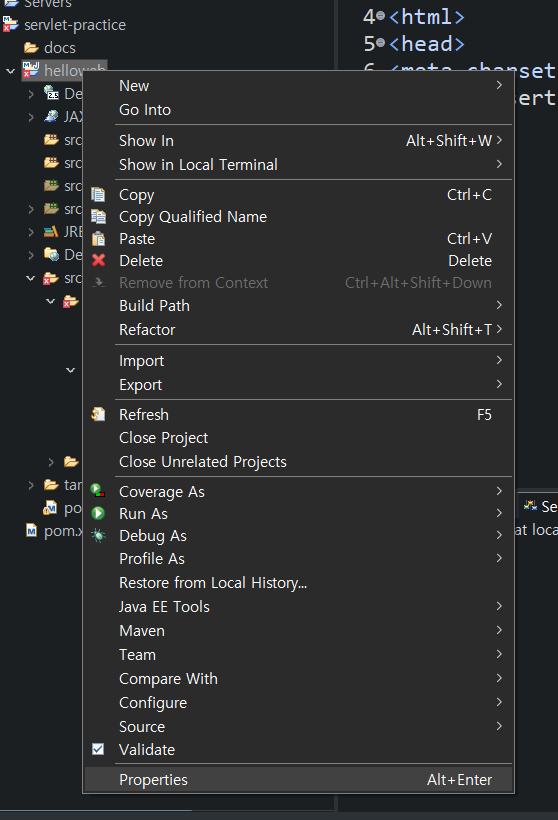 Servers
servlet-practice
docs
helloweb
New
Go Into
Show In Alt+Shift+W
Show in Local Terminal
Copy Ctrl+C
Copy Qualified Name
Paste Ctrl+V
Delete Delete
Remove from Context Ctrl+Alt+Shift+Down
Build Path
Refactor Alt+Shift+T
Import
Export
Refresh F5
Close Project
Close Unrelated Projects
Coverage As
Run As
Debug As
Profile As
Restore from Local History...
Java EE Tools
Maven
Team
Compare With
Configure
Source
Validate
Properties Alt+Enter
De
JAX
src
src
src
src
JRE
De
src
tar
po
pom.x
4 <html>
5 <head>
6 <meta charset
sert
Se
at loca